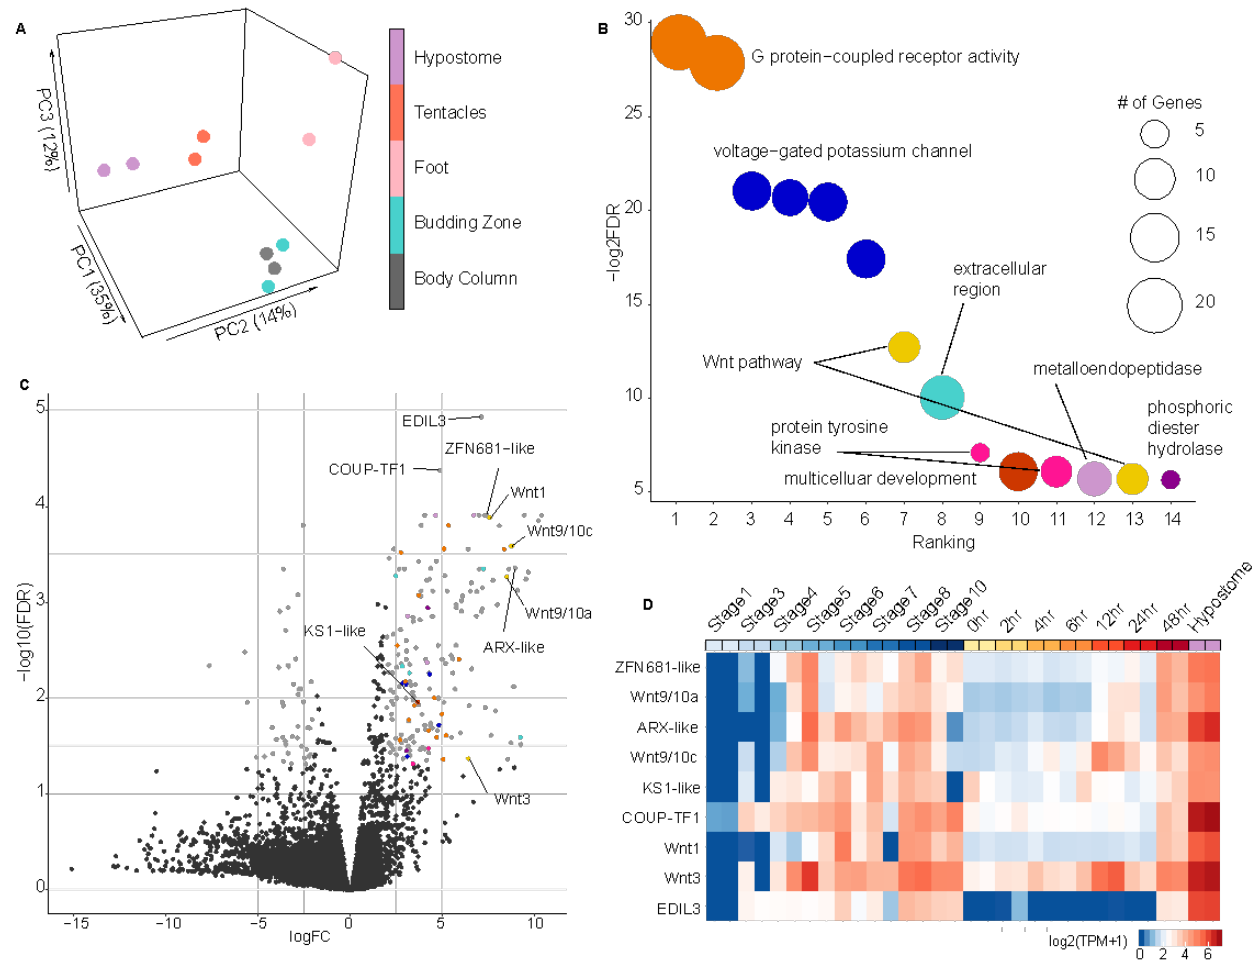 A
PC3 (12%)
PC1 (35%)
PC2 (14%)
Hypostome
Tentacles
Foot
Budding Zone
Body Column
B
-log2FDR
30
25
20
15
10
5
G protein-coupled receptor activity
voltage-gated potassium channel
extracellular
region
Wnt pathway
metalloendopeptidase
protein tyrosine
kinase
multicelluar development
phosphoric
diester
hydrolase
# of Genes
5
10
15
20
1 2 3 4 5 6 7 8 9 10 11 12 13 14
Ranking
C
-log10(FDR)
5
4
3
2
1
0
EDIL3
ZFN681-like
COUP-TF1
Wnt1
Wnt9/10c
Wnt9/10a
KS1-like
ARX-like
Wnt3
-15 -10 -5 0 5 10
logFC
D
Stage1 Stage3 Stage4 Stage5 Stage6 Stage7 Stage8 Stage10 0hr 2hr 4hr 6hr 12hr 24hr 48hr Hypostome
ZFN681-like
Wnt9/10a
ARX-like
Wnt9/10c
KS1-like
COUP-TF1
Wnt1
Wnt3
EDIL3
log2(TPM+1)
0 2 4 6